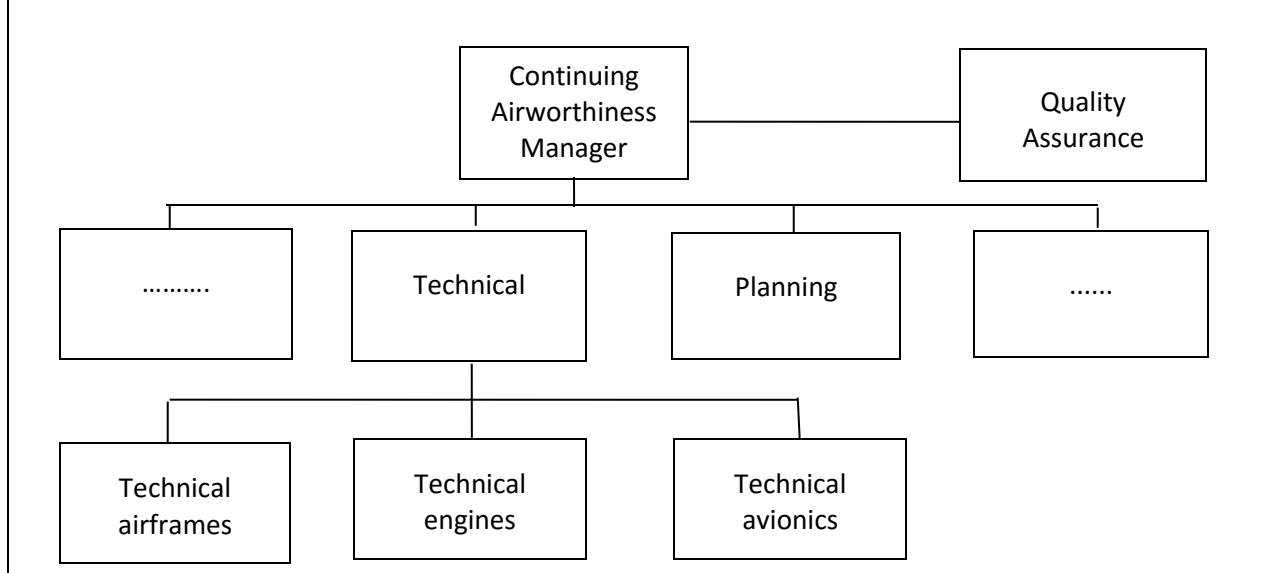 Continuing
Airworthiness
Manager
Quality
Assurance
..........
Technical
Planning
......
Technical
airframes
Technical
engines
Technical
avionics